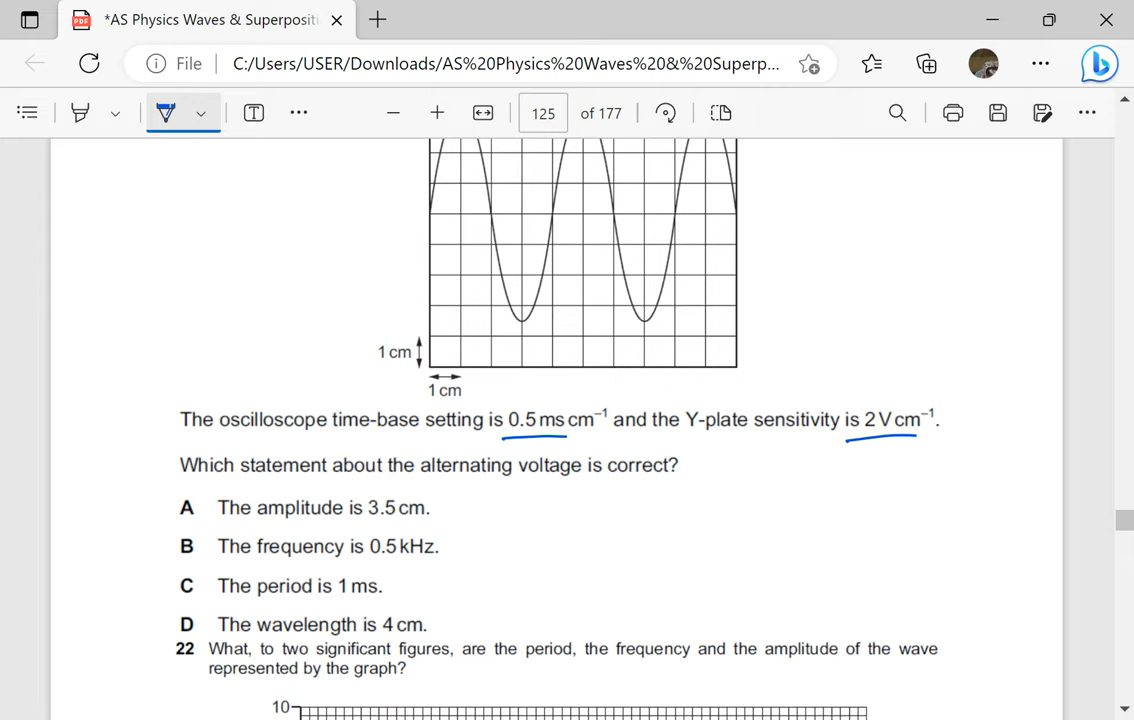 *AS Physics Waves & Superposit
File
C:/Users/USER/Downloads/AS%20Physics%20Waves%20&%20Superp...
125 of 177
1 cm
1 cm
The oscilloscope time-base setting is 0.5 ms cm⁻¹ and the Y-plate sensitivity is 2 V cm⁻¹.
Which statement about the alternating voltage is correct?
A The amplitude is 3.5 cm.
B The frequency is 0.5 kHz.
C The period is 1 ms.
D The wavelength is 4 cm.
22 What, to two significant figures, are the period, the frequency and the amplitude of the wave
represented by the graph?
10